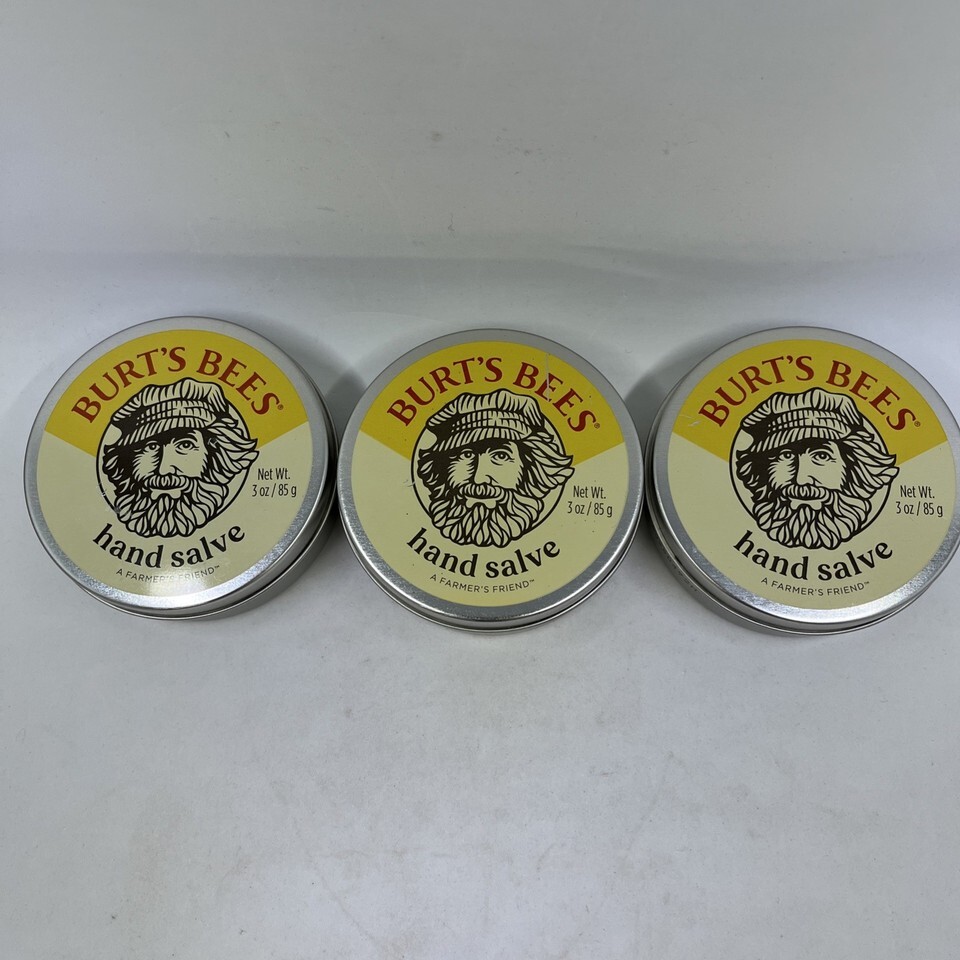 BURT'S BEES®
Net Wt.
3 oz / 85 g
hand salve
A FARMER'S FRIEND™
BURT'S BEES®
Net Wt.
3 oz / 85 g
hand salve
A FARMER'S FRIEND™
BURT'S BEES®
Net Wt.
3 oz / 85 g
hand salve
A FARMER'S FRIEND™